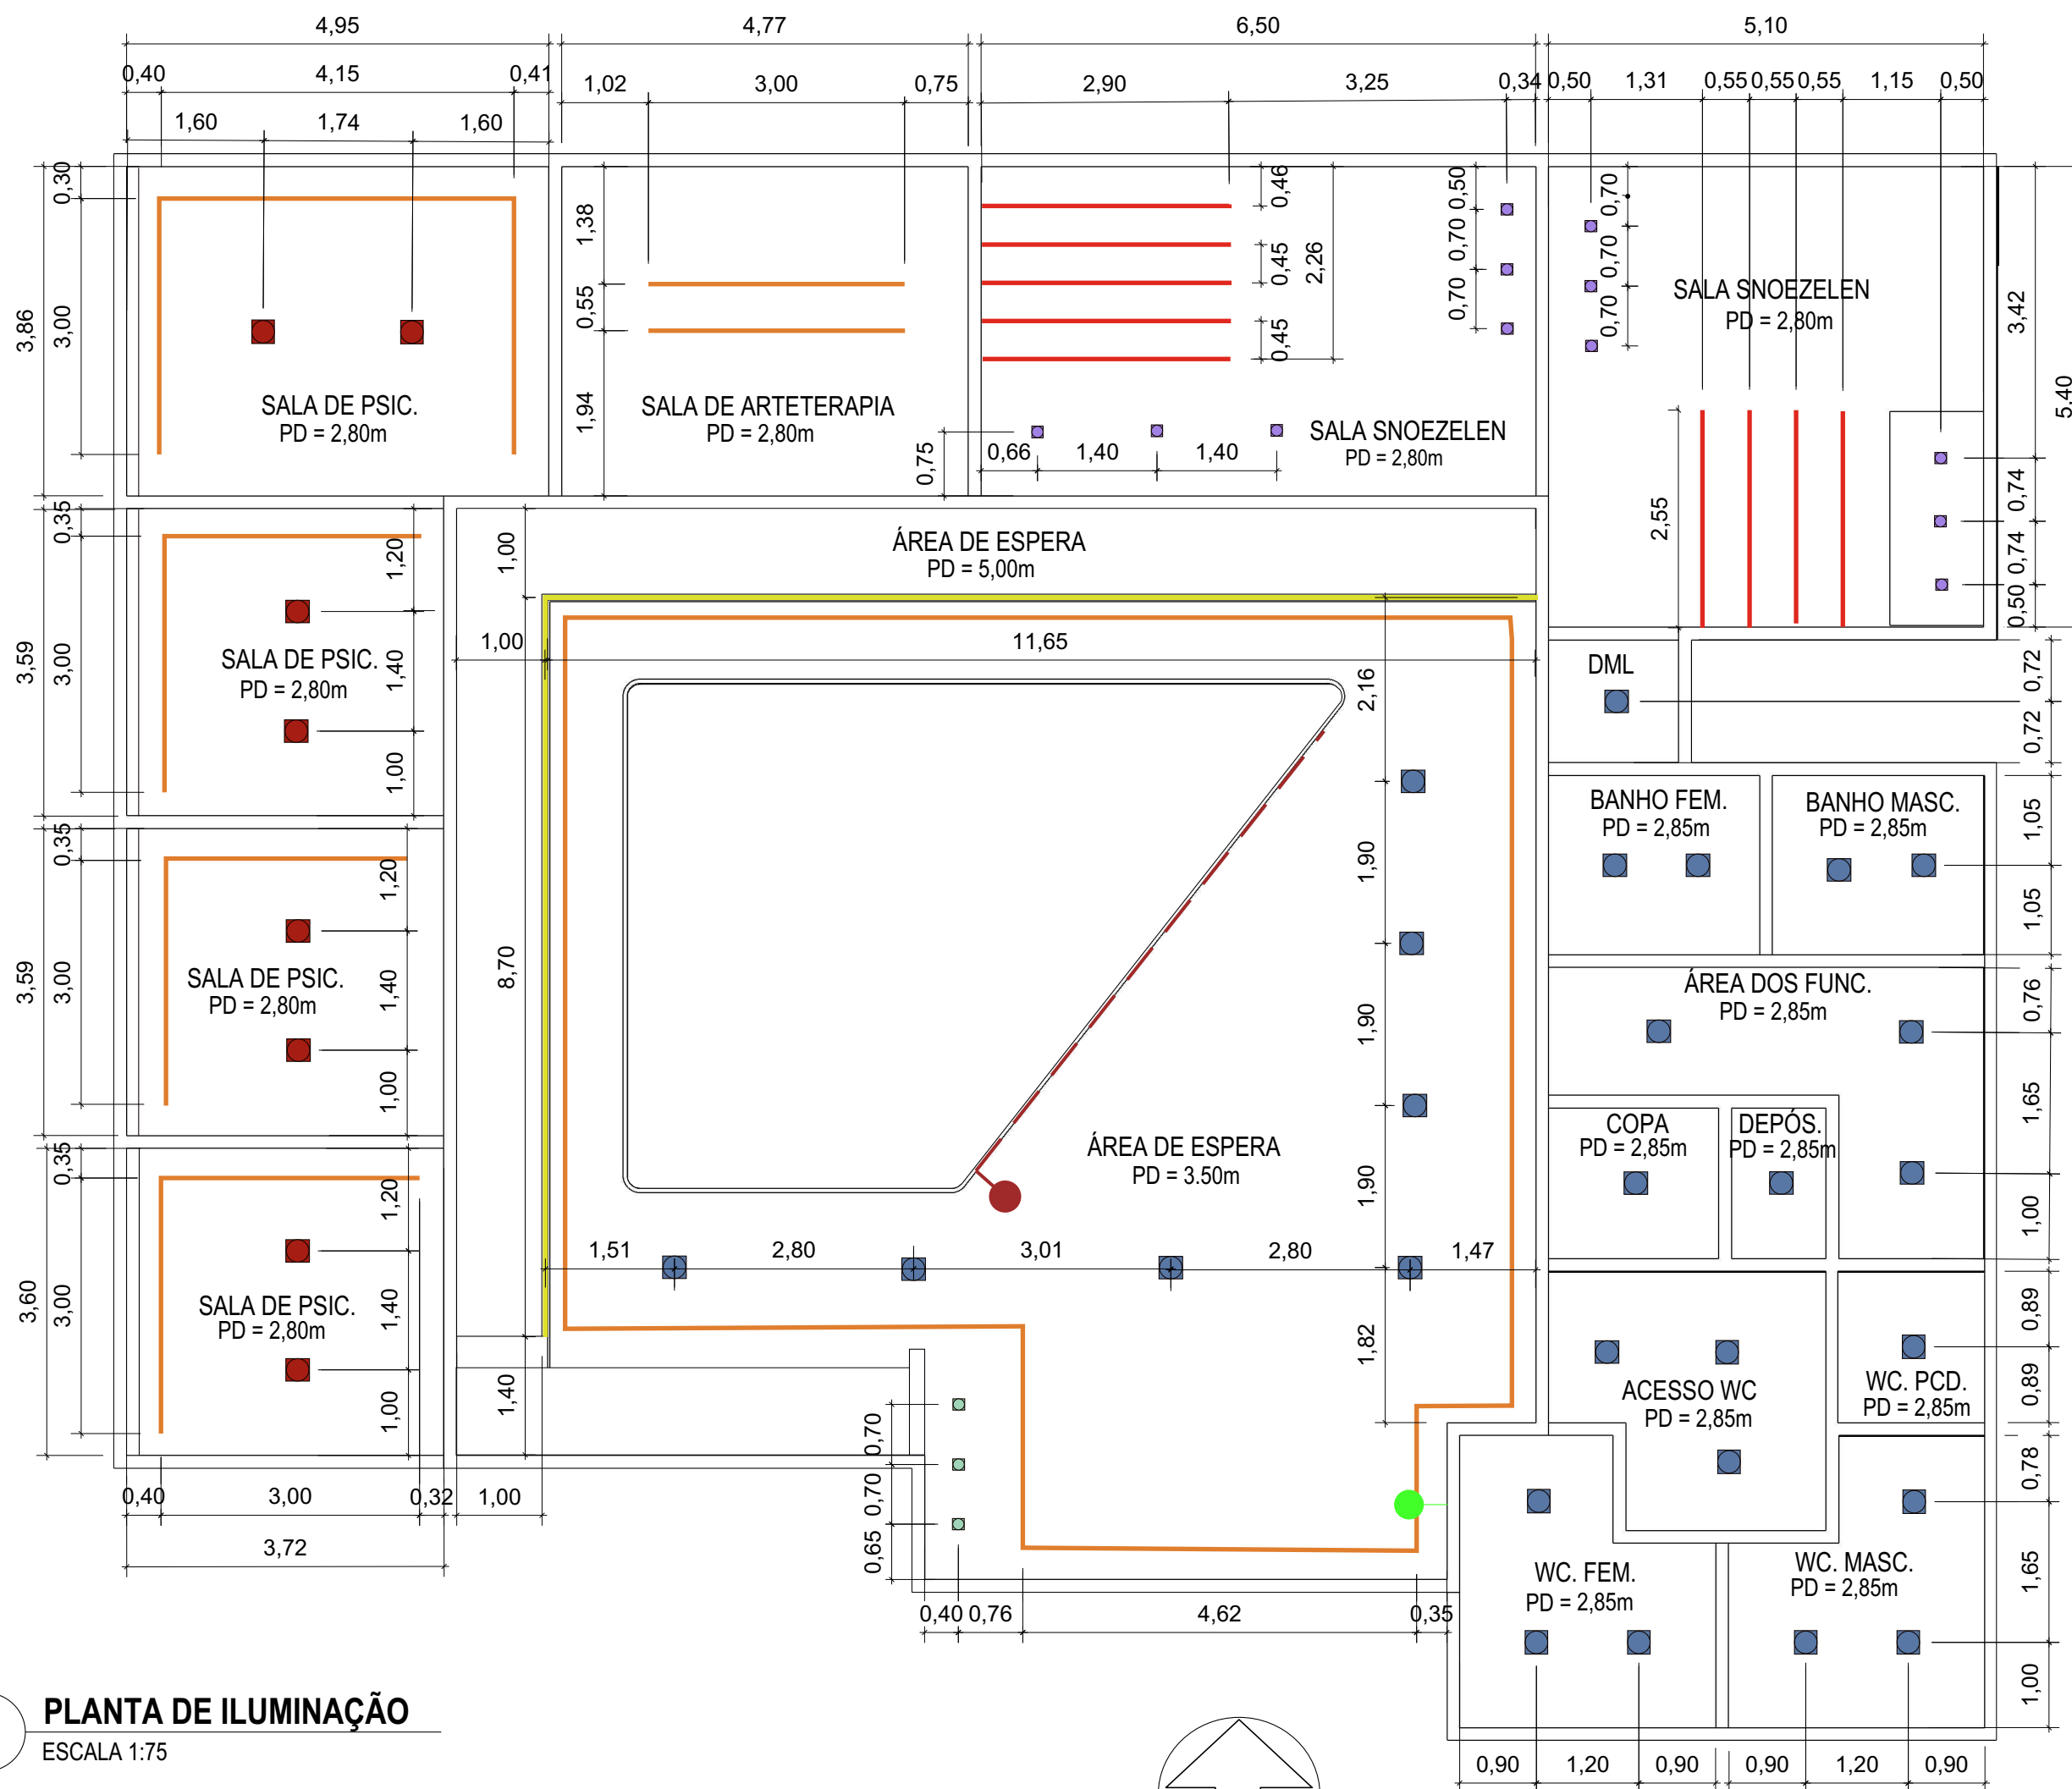 4,95 4,77 6,50 5,10
0,40 4,15 0,41 1,02 3,00 0,75 2,90 3,25 0,34 0,50 1,31 0,55 0,55 0,55 1,15 0,50
1,60 1,74 1,60
3,86
0,30
3,00
SALA DE PSIC.
PD = 2,80m
1,38
0,55
1,94
SALA DE ARTETERAPIA
PD = 2,80m
0,46
0,45
0,45
2,26
0,50
0,70
0,70
0,75
0,66 1,40 1,40
SALA SNOEZELEN
PD = 2,80m
0,70
0,70
0,70
SALA SNOEZELEN
PD = 2,80m
2,55
3,42
5,40
0,74
0,74
0,50
3,59
0,35
3,00
1,20
1,40
1,00
SALA DE PSIC.
PD = 2,80m
1,00
ÁREA DE ESPERA
PD = 5,00m
1,00 11,65
8,70
2,16
1,90
1,90
1,90
1,82
DML
0,72
0,72
BANHO FEM.
PD = 2,85m
BANHO MASC.
PD = 2,85m
1,05
1,05
3,59
0,35
3,00
1,20
1,40
1,00
SALA DE PSIC.
PD = 2,80m
ÁREA DOS FUNC.
PD = 2,85m
0,76
1,65
1,00
COPA
PD = 2,85m
DEPÓS.
PD = 2,85m
ÁREA DE ESPERA
PD = 3.50m
1,51 2,80 3,01 2,80 1,47
3,60
0,35
3,00
1,20
1,40
1,00
SALA DE PSIC.
PD = 2,80m
1,40
0,70
0,70
0,65
ACESSO WC
PD = 2,85m
WC. PCD.
PD = 2,85m
0,89
0,89
0,78
1,65
1,00
WC. FEM.
PD = 2,85m
WC. MASC.
PD = 2,85m
0,40 3,00 0,32 1,00
3,72
0,40 0,76 4,62 0,35
0,90 1,20 0,90 0,90 1,20 0,90
PLANTA DE ILUMINAÇÃO
ESCALA 1:75